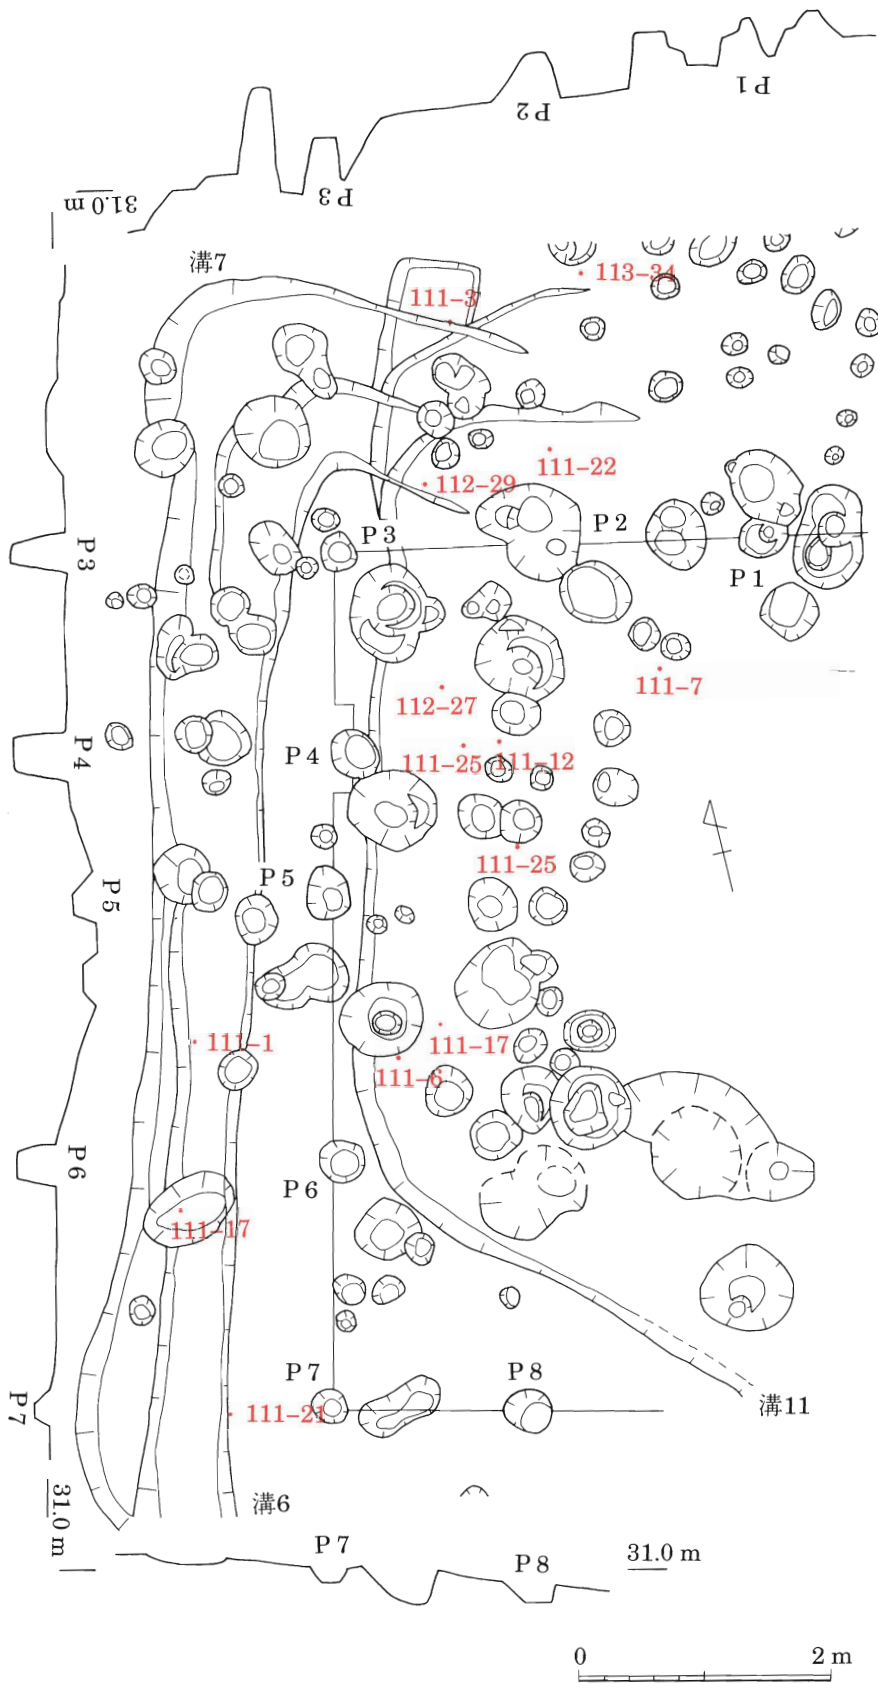 P1
P2
P3
31.0 m
溝7
113-34
111-3
111-22
112-29
P3
P2
P3
P1
111-7
112-27
P4
P4
111-25
111-12
111-25
P5
P5
111-1
111-17
111-6
P6
P6
111-17
P7
P8
P7
111-21
溝11
31.0 m
溝6
P7
P8
31.0 m
0
2 m